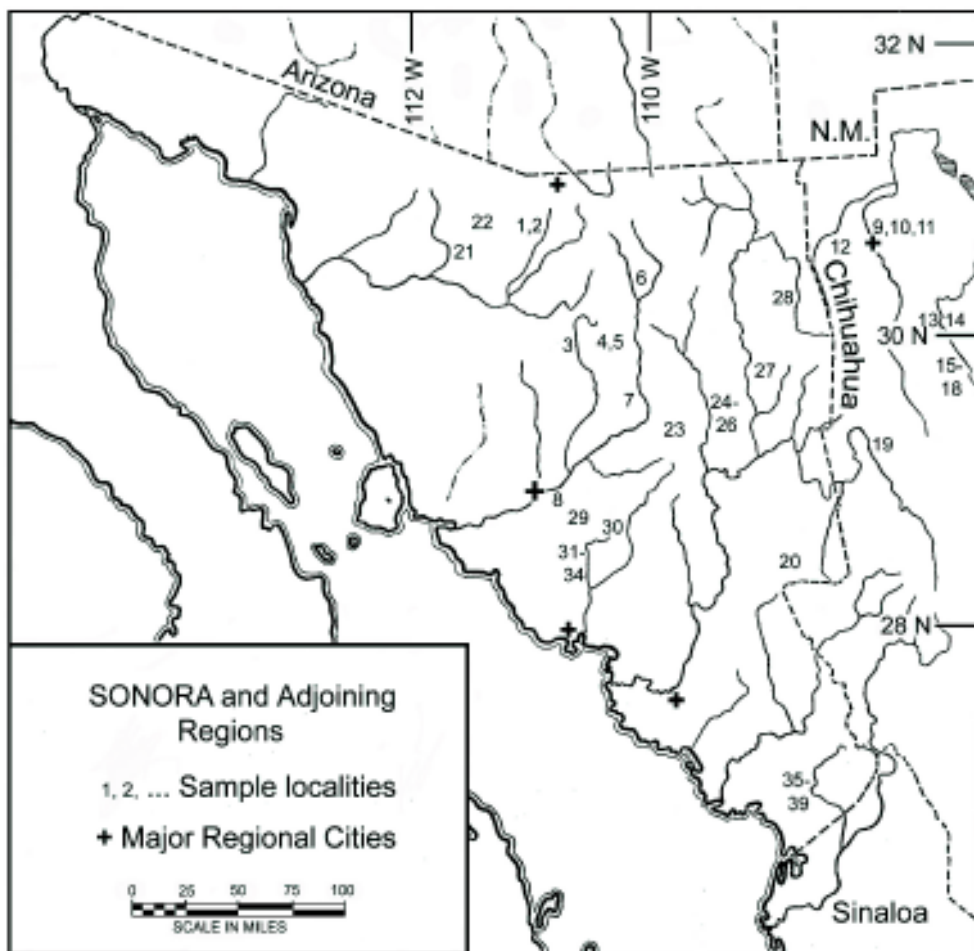 32 N
Arizona
112 W
110 W
N.M.
22
1,2
21
9,10,11
12
6
Chihuahua
28
13,14
30 N
3
4,5
15-
18
27
7
24-
26
23
19
8
29
30
31-
34
20
28 N
SONORA and Adjoining
Regions
1, 2, ... Sample localities
+ Major Regional Cities
35-
39
0 25 50 75 100
SCALE IN MILES
Sinaloa